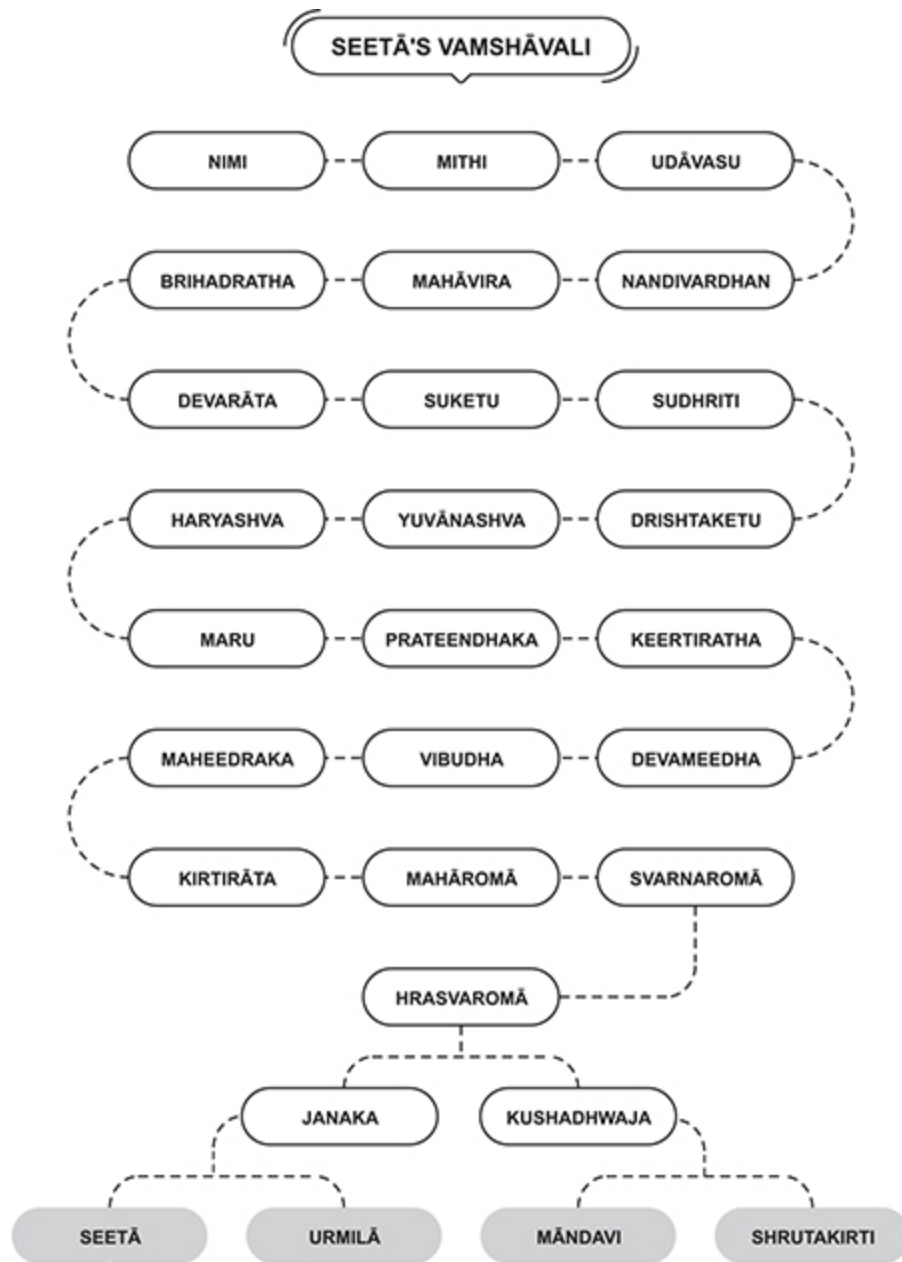 SEETĀ'S VAMSHĀVALI
NIMI
MITHI
UDĀVASU
BRIHADRATHA
MAHĀVIRA
NANDIVARDHAN
DEVARĀTA
SUKETU
SUDHRITI
HARYASHVA
YUVĀNASHVA
DRISHTAKETU
MARU
PRATEENDHAKA
KEERTIRATHA
MAHEEDRAKA
VIBUDHA
DEVAMEEDHA
KIRTIRĀTA
MAHĀROMĀ
SVARNAROMĀ
HRASVAROMĀ
JANAKA
KUSHADHWAJA
SEETĀ
URMILĀ
MĀNDAVI
SHRUTAKIRTI